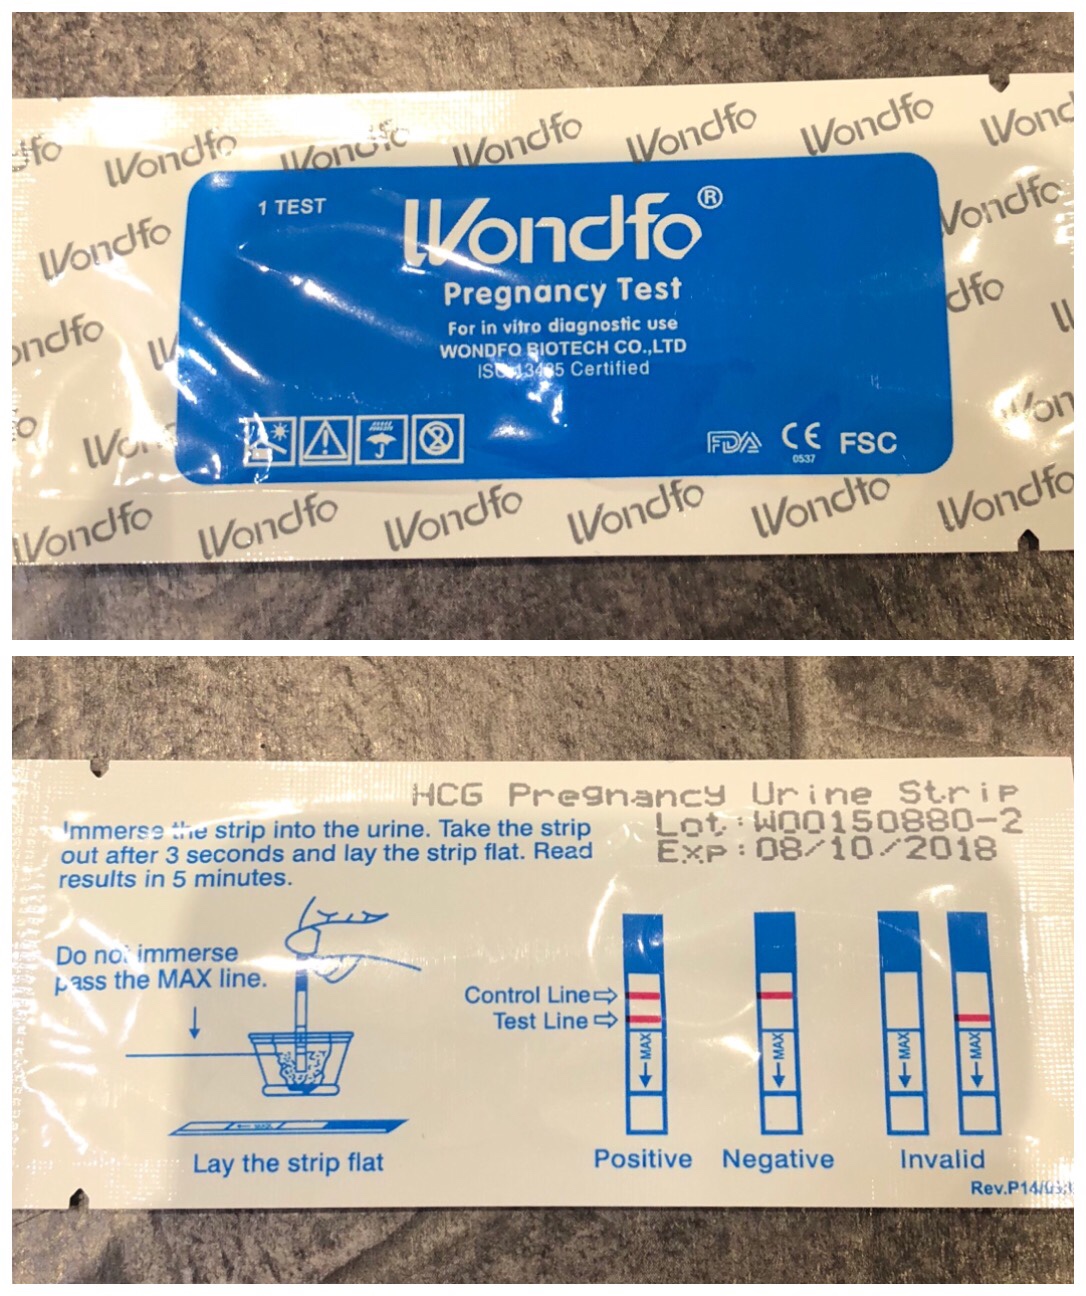 Wondfo Wondfo Wondfo Wondfo Wondfo
1 TEST
Wondfo®
Pregnancy Test
For in vitro diagnostic use
WONDFO BIOTECH CO.,LTD
ISO 13485 Certified
FDA CE 0537 FSC
Wondfo
Wondfo
Wondfo Wondfo Wondfo Wondfo Wondfo Wondfo
HCG Pregnancy Urine Strip
Lot:W00150880-2
Exp:08/10/2018
Immerse the strip into the urine. Take the strip
out after 3 seconds and lay the strip flat. Read
results in 5 minutes.
Do not immerse
pass the MAX line.
Control Line
Test Line
MAX MAX MAX MAX
Lay the strip flat
Positive Negative Invalid